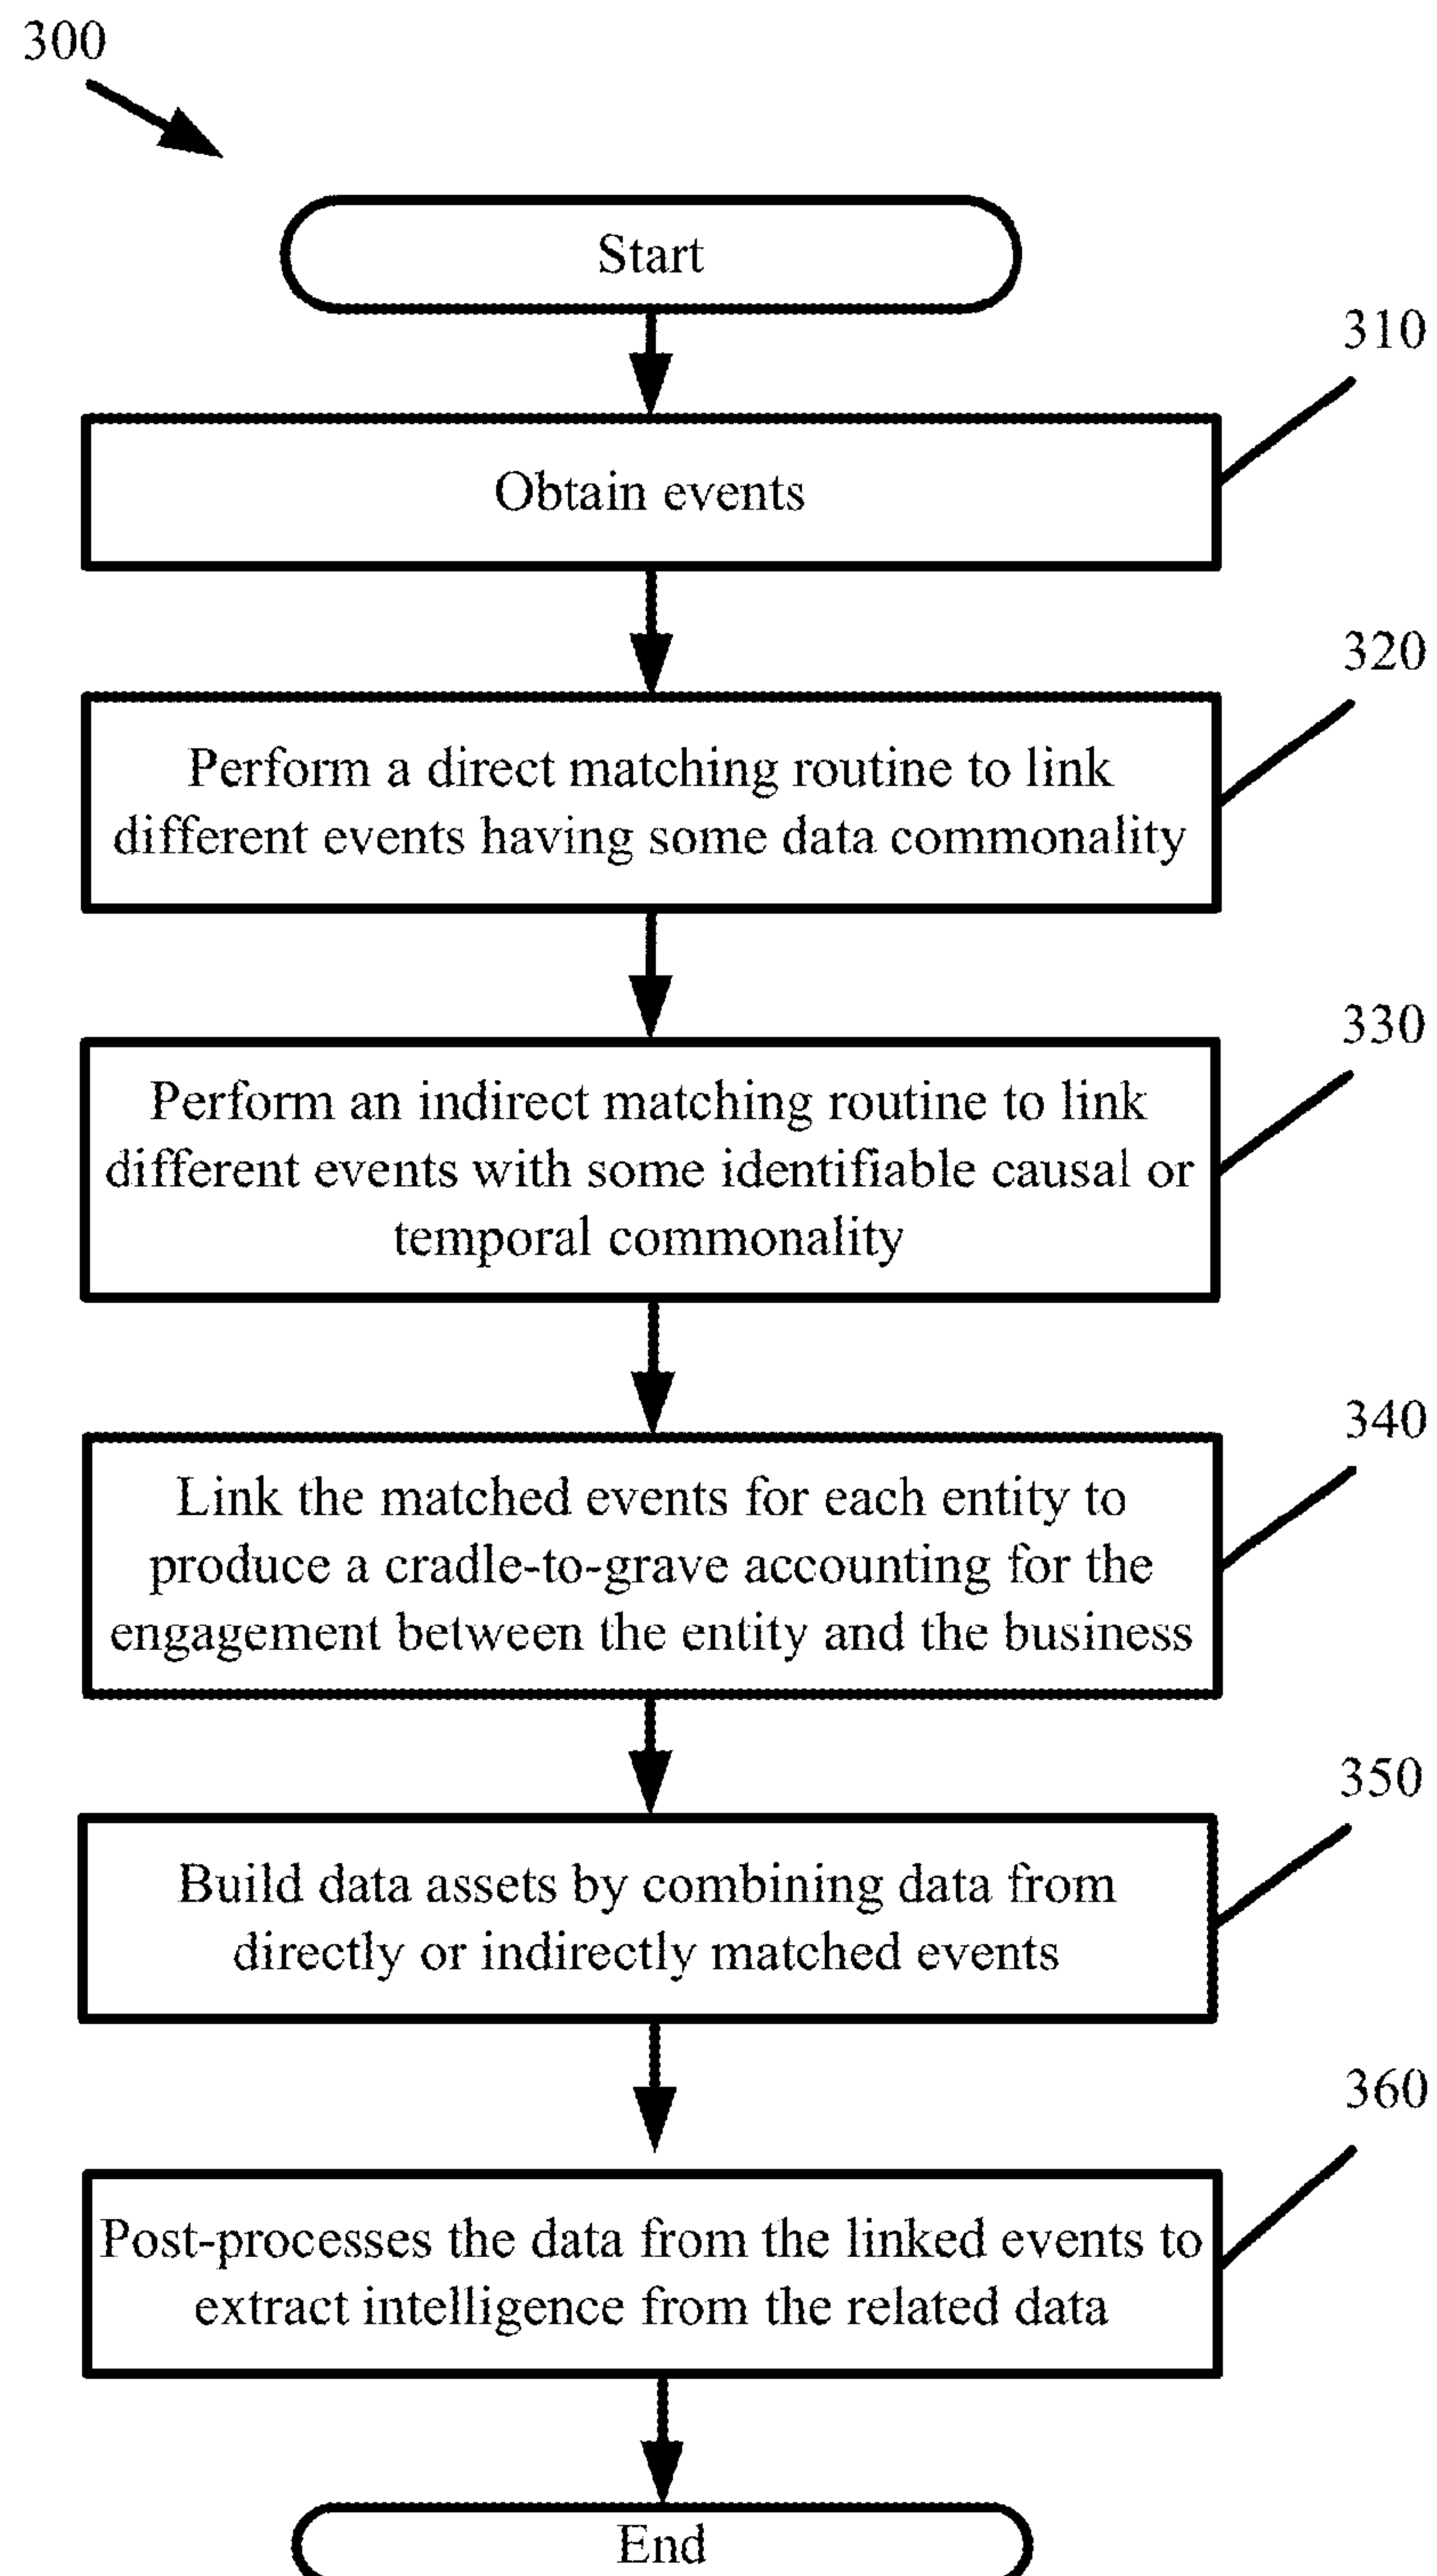 300
Start
310
Obtain events
320
Perform a direct matching routine to link
different events having some data commonality
330
Perform an indirect matching routine to link
different events with some identifiable causal or
temporal commonality
340
Link the matched events for each entity to
produce a cradle-to-grave accounting for the
engagement between the entity and the business
350
Build data assets by combining data from
directly or indirectly matched events
360
Post-processes the data from the linked events to
extract intelligence from the related data
End